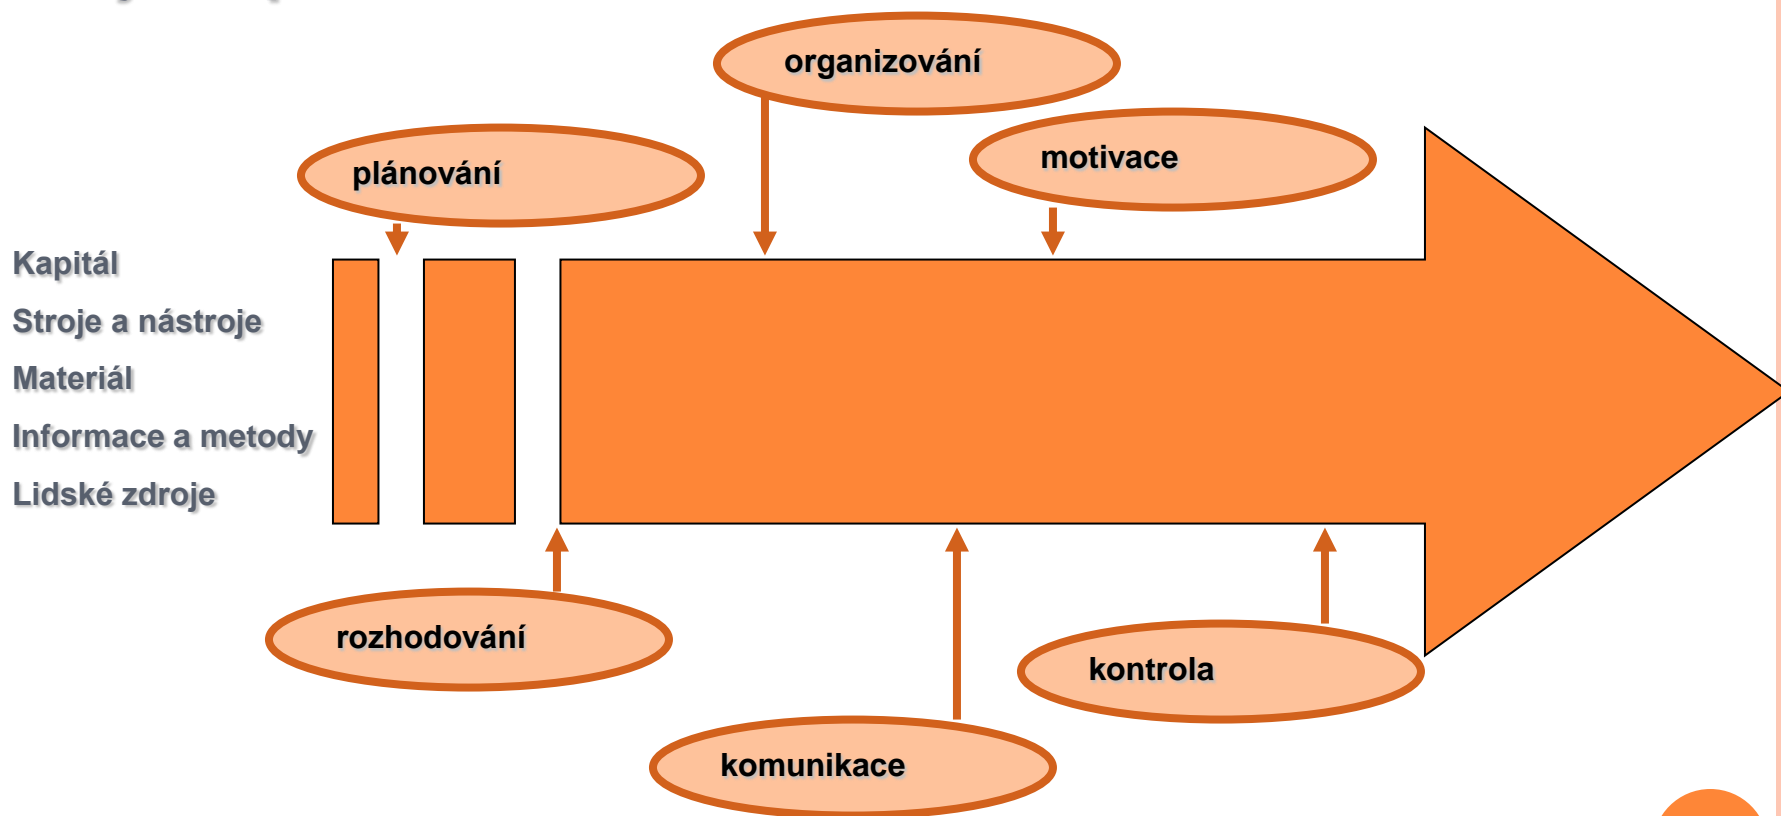 organizování
motivace
plánování
Kapitál
Stroje a nástroje
Materiál
Informace a metody
Lidské zdroje
rozhodování
kontrola
komunikace